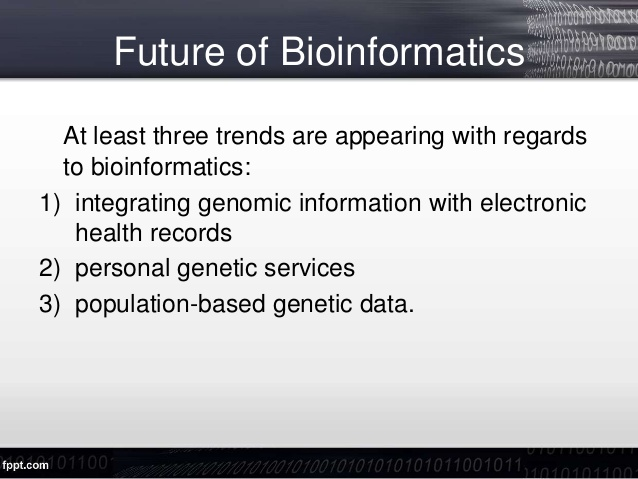 Future of Bioinformatics
At least three trends are appearing with regards
to bioinformatics:
1) integrating genomic information with electronic
health records
2) personal genetic services
3) population-based genetic data.
fppt.com